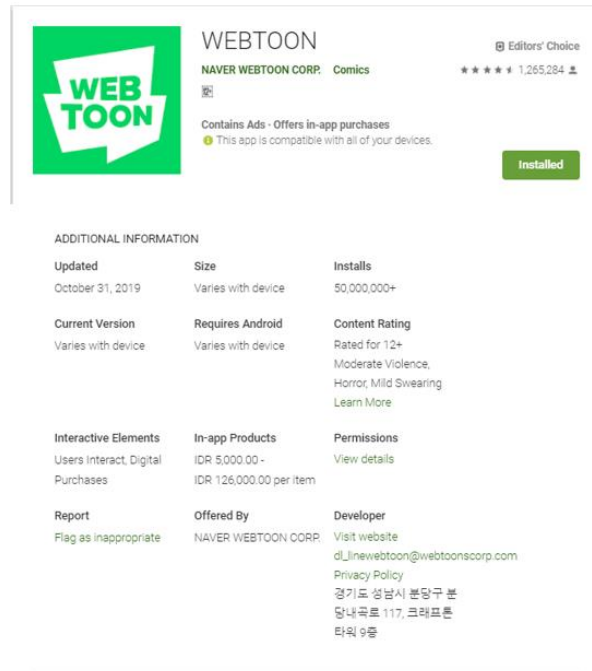 WEB
TOON
WEBTOON
Editors' Choice
NAVER WEBTOON CORP. Comics
1,265,284
Contains Ads · Offers in-app purchases
This app is compatible with all of your devices.
Installed
ADDITIONAL INFORMATION
Updated
October 31, 2019
Size
Varies with device
Installs
50,000,000+
Current Version
Varies with device
Requires Android
Varies with device
Content Rating
Rated for 12+
Moderate Violence,
Horror, Mild Swearing
Learn More
Interactive Elements
Users Interact, Digital
Purchases
In-app Products
IDR 5,000.00 -
IDR 126,000.00 per item
Permissions
View details
Report
Flag as inappropriate
Offered By
NAVER WEBTOON CORP.
Developer
Visit website
dl_linewebtoon@webtoonscorp.com
Privacy Policy
경기도 성남시 분당구 분
당내곡로 117, 크래프톤
타워 9층